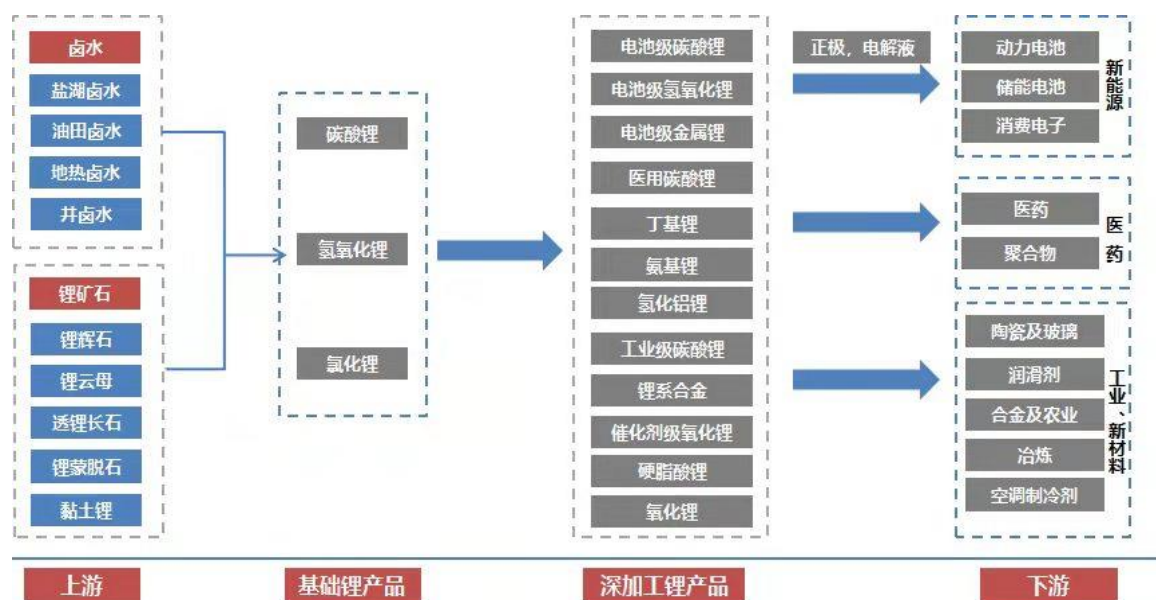 卤水
盐湖卤水
油田卤水
地热卤水
井卤水
锂矿石
锂辉石
锂云母
透锂长石
锂蒙脱石
黏土锂
碳酸锂
氢氧化锂
氯化锂
电池级碳酸锂
电池级氢氧化锂
电池级金属锂
医用碳酸锂
丁基锂
氨基锂
氢化铝锂
工业级碳酸锂
锂系合金
催化剂级氧化锂
硬脂酸锂
氧化锂
正极，电解液
动力电池
储能电池
消费电子
新能源
医药
聚合物
医药
陶瓷及玻璃
润滑剂
合金及农业
冶炼
空调制冷剂
工业、新材料
上游
基础锂产品
深加工锂产品
下游